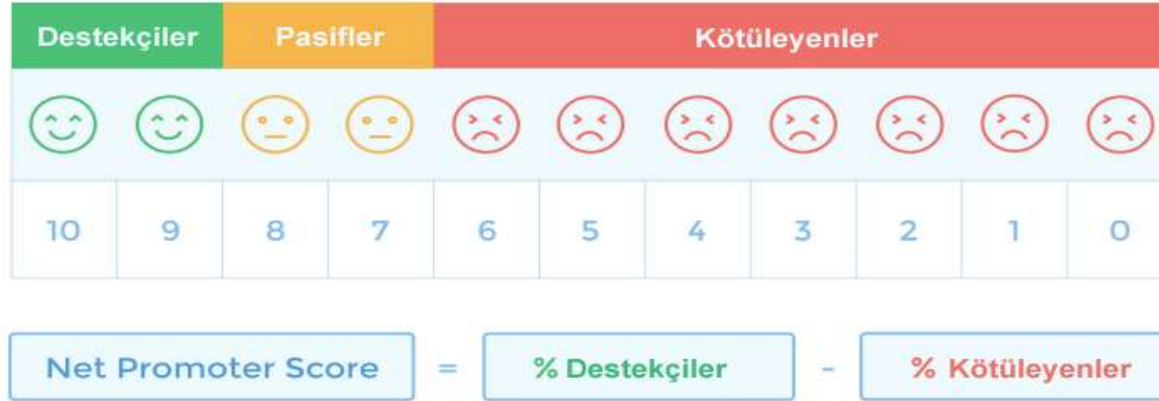 Destekçiler Pasifler Kötüleyenler
10 9 8 7 6 5 4 3 2 1 0
Net Promoter Score = % Destekçiler - % Kötüleyenler